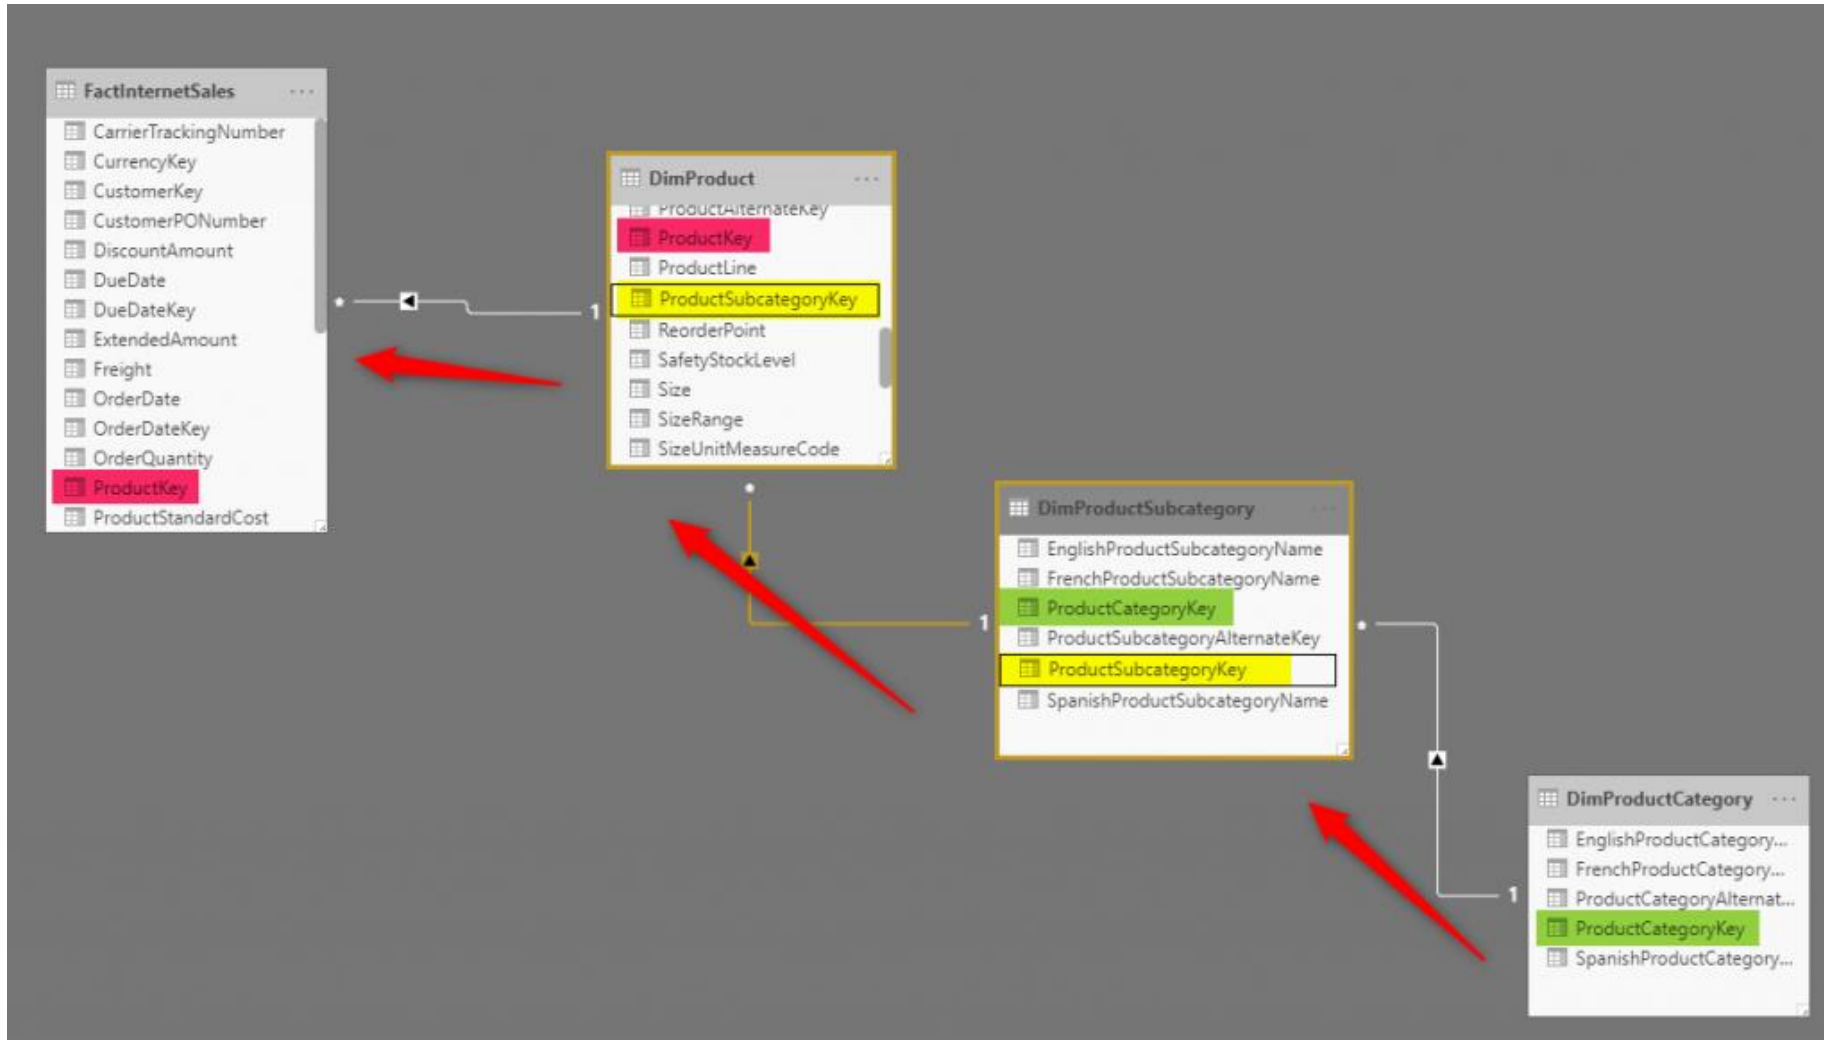 FactInternetSales
CarrierTrackingNumber
CurrencyKey
CustomerKey
CustomerPONumber
DiscountAmount
DueDate
DueDateKey
ExtendedAmount
Freight
OrderDate
OrderDateKey
OrderQuantity
ProductKey
ProductStandardCost
*
1
DimProduct
ProductAlternateKey
ProductKey
ProductLine
ProductSubcategoryKey
ReorderPoint
SafetyStockLevel
Size
SizeRange
SizeUnitMeasureCode
*
1
DimProductSubcategory
EnglishProductSubcategoryName
FrenchProductSubcategoryName
ProductCategoryKey
ProductSubcategoryAlternateKey
ProductSubcategoryKey
SpanishProductSubcategoryName
*
1
DimProductCategory
EnglishProductCategory...
FrenchProductCategory...
ProductCategoryAlternat...
ProductCategoryKey
SpanishProductCategory...